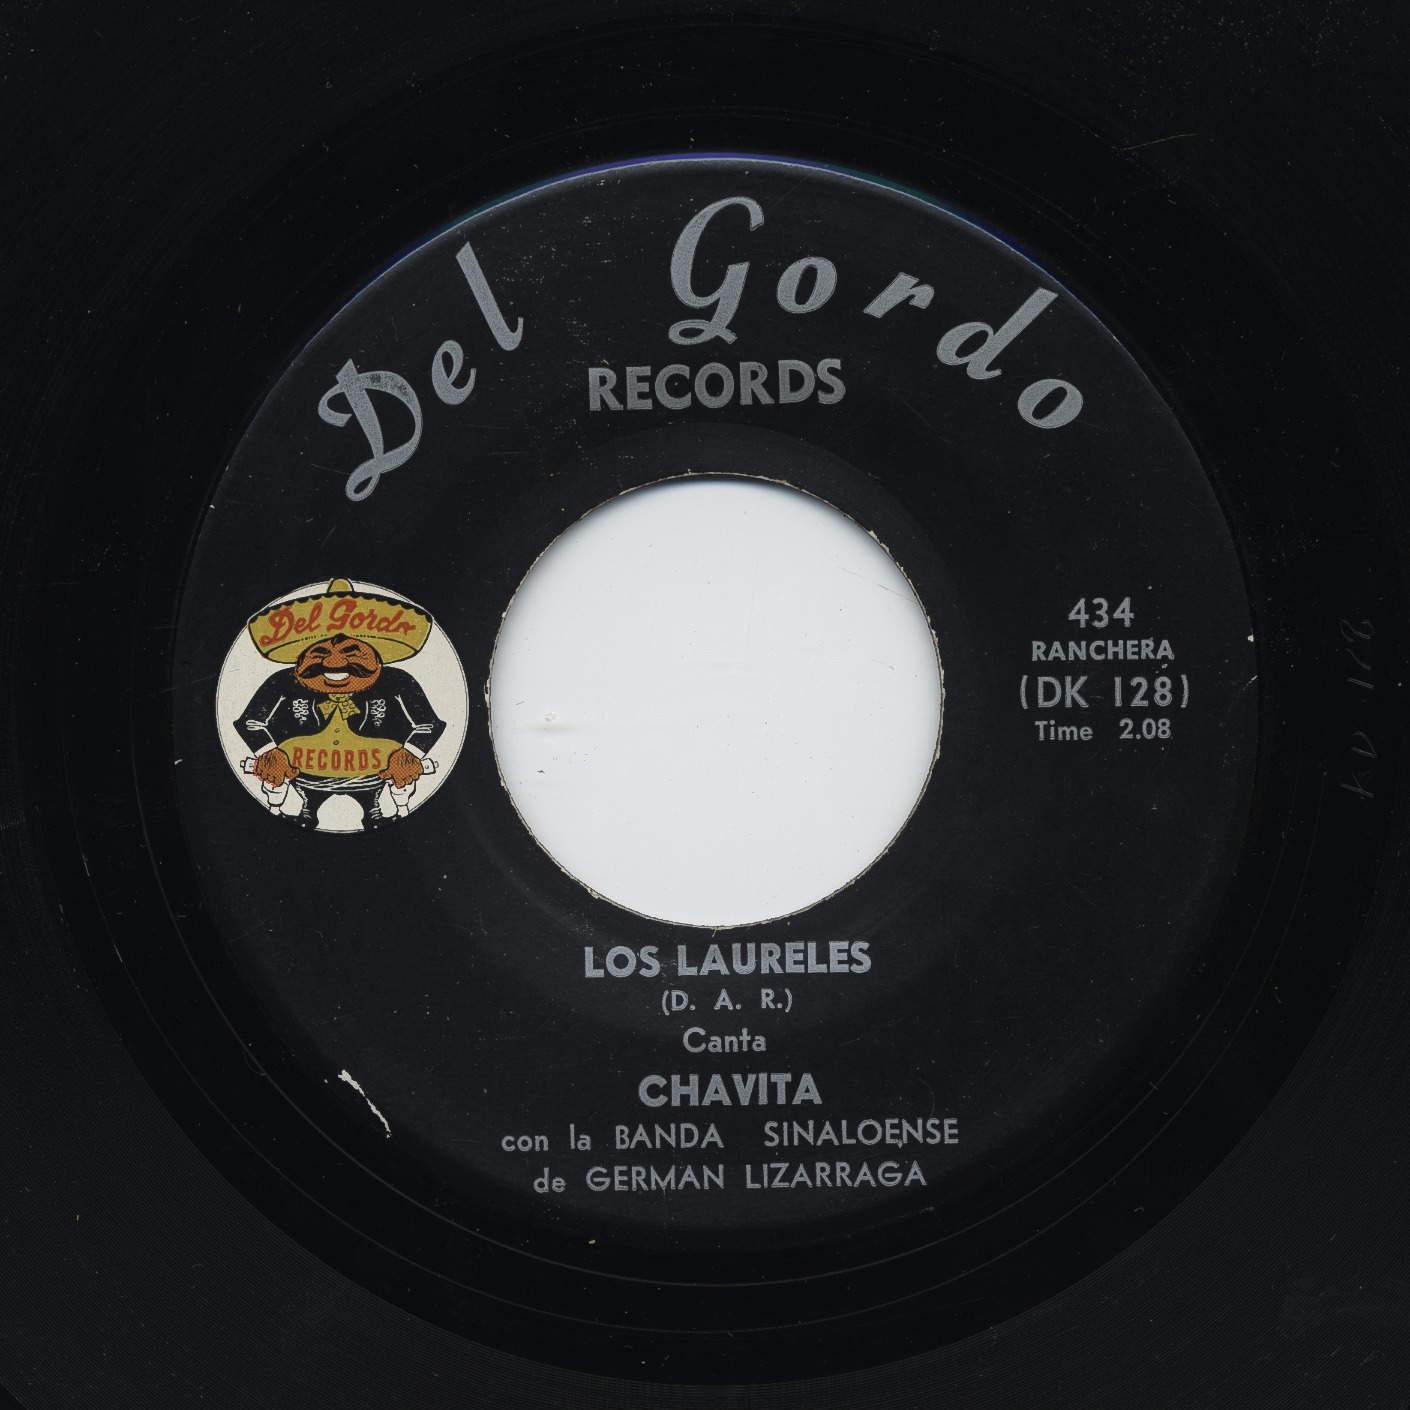 Del Gordo
RECORDS
Del Gordo
RECORDS
434
RANCHERA
(DK 128)
Time 2.08
LOS LAURELES
(D. A. R.)
Canta
CHAVITA
con la BANDA SINALOENSE
de GERMAN LIZARRAGA